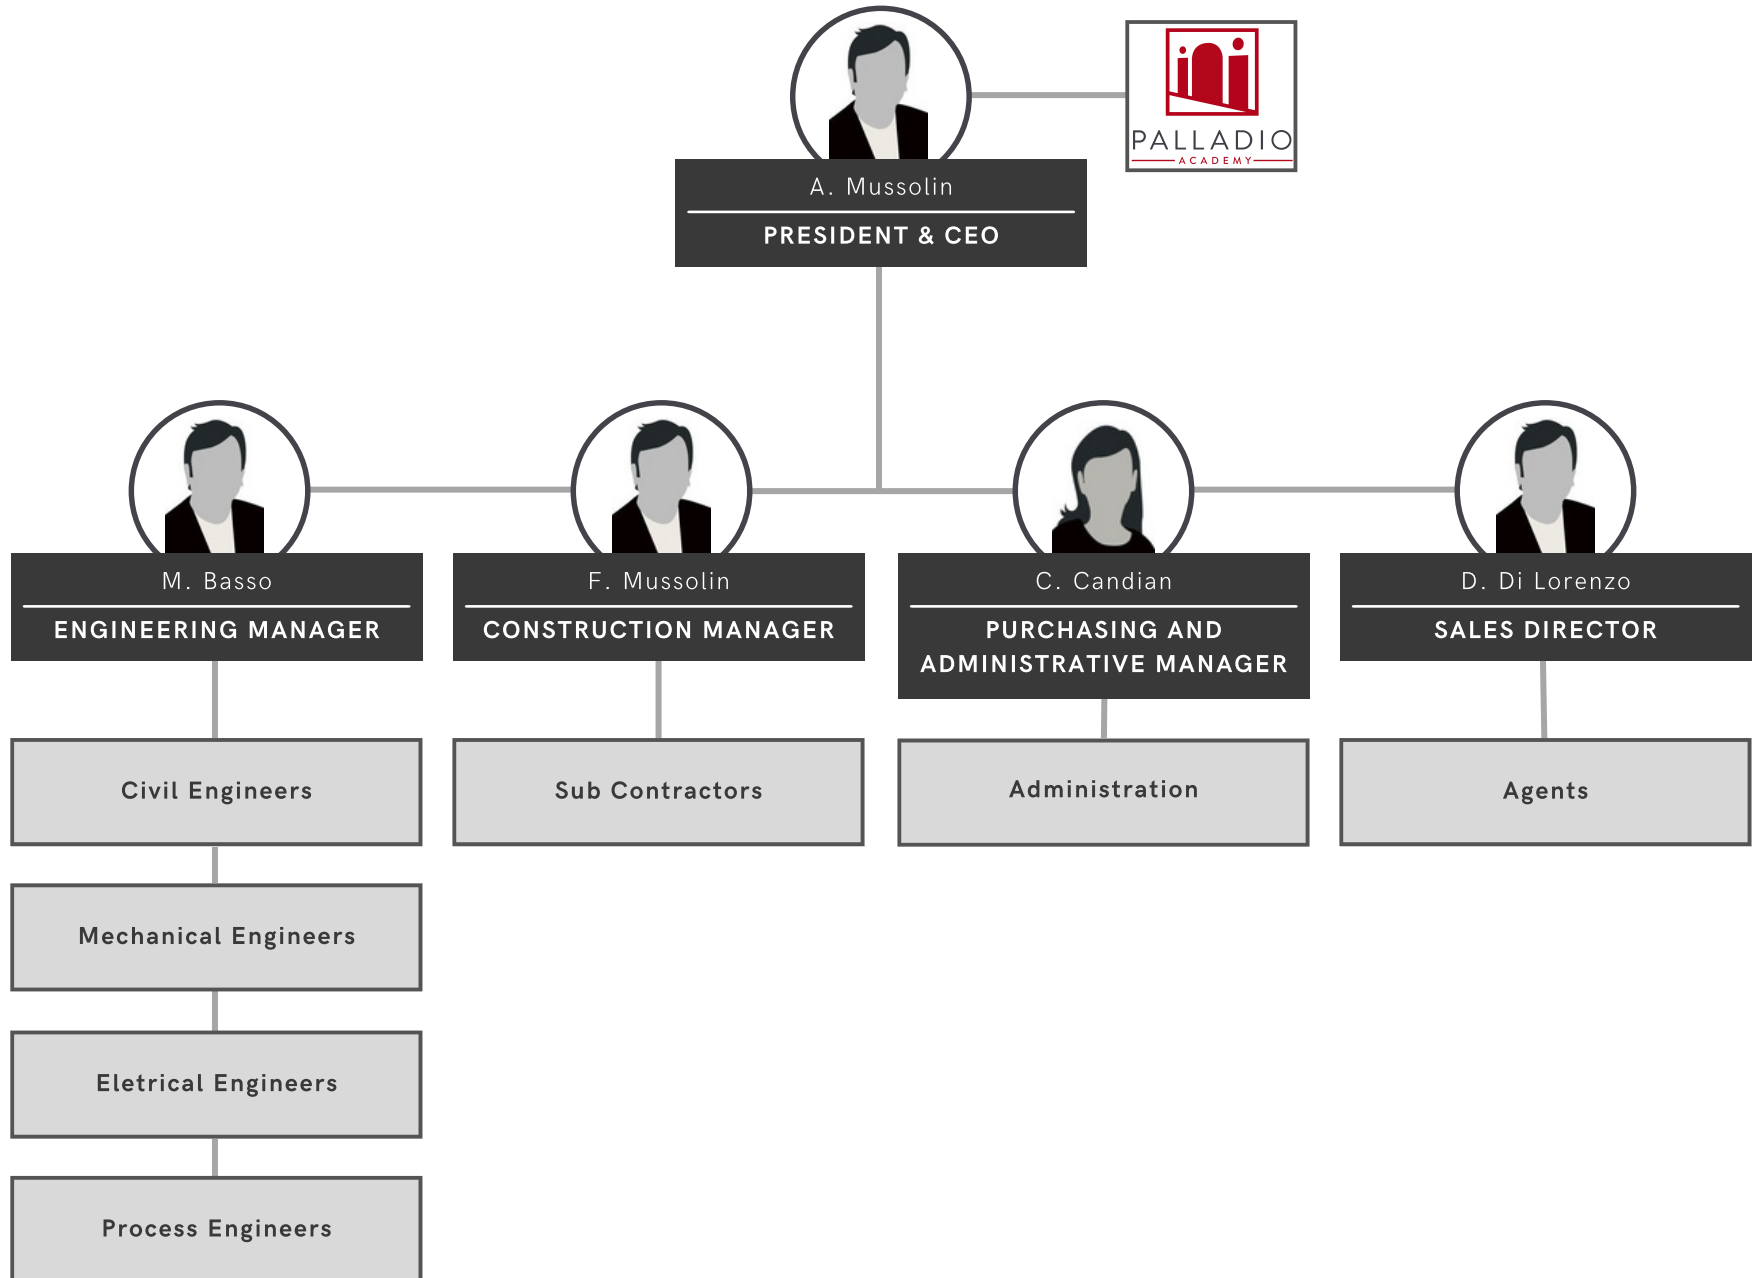 PALLADIO
ACADEMY
A. Mussolin
PRESIDENT & CEO
M. Basso
ENGINEERING MANAGER
F. Mussolin
CONSTRUCTION MANAGER
C. Candian
PURCHASING AND
ADMINISTRATIVE MANAGER
D. Di Lorenzo
SALES DIRECTOR
Civil Engineers
Sub Contractors
Administration
Agents
Mechanical Engineers
Eletrical Engineers
Process Engineers